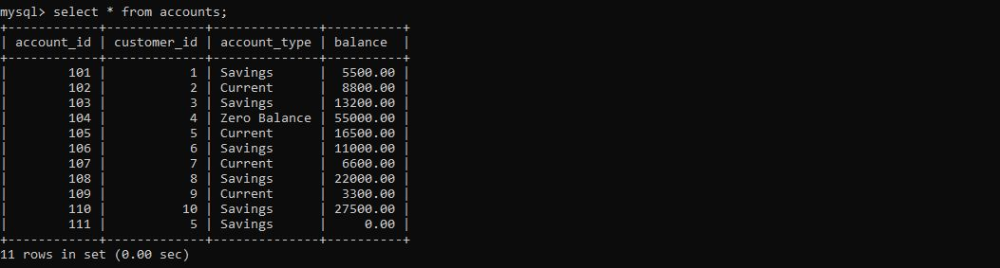 mysql> select * from accounts;
+------------+-------------+--------------+----------+
| account_id | customer_id | account_type | balance  |
+------------+-------------+--------------+----------+
|        101 |           1 | Savings      |  5500.00 |
|        102 |           2 | Current      |  8800.00 |
|        103 |           3 | Savings      | 13200.00 |
|        104 |           4 | Zero Balance | 55000.00 |
|        105 |           5 | Current      | 16500.00 |
|        106 |           6 | Savings      | 11000.00 |
|        107 |           7 | Current      |  6600.00 |
|        108 |           8 | Savings      | 22000.00 |
|        109 |           9 | Current      |  3300.00 |
|        110 |          10 | Savings      | 27500.00 |
|        111 |           5 | Savings      |     0.00 |
+------------+-------------+--------------+----------+
11 rows in set (0.00 sec)